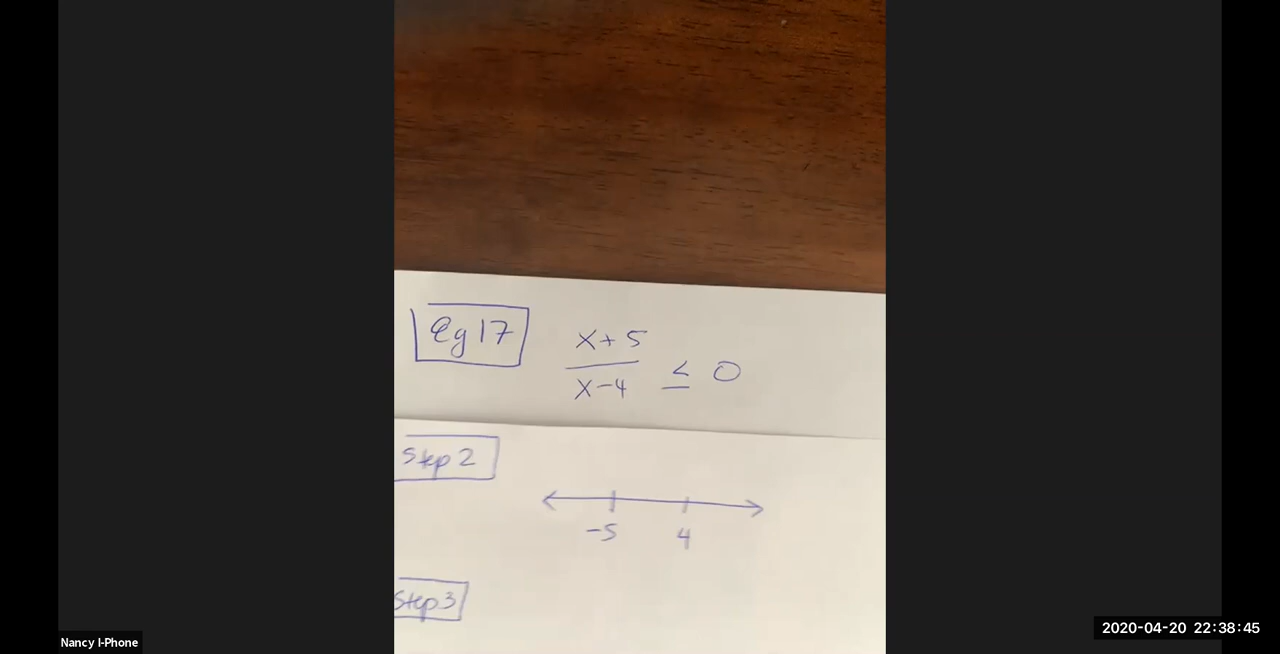 Eg 17
x+5
x-4 ≤ 0
Step 2
-5 4
Step 3
Nancy I-Phone
2020-04-20 22:38:45